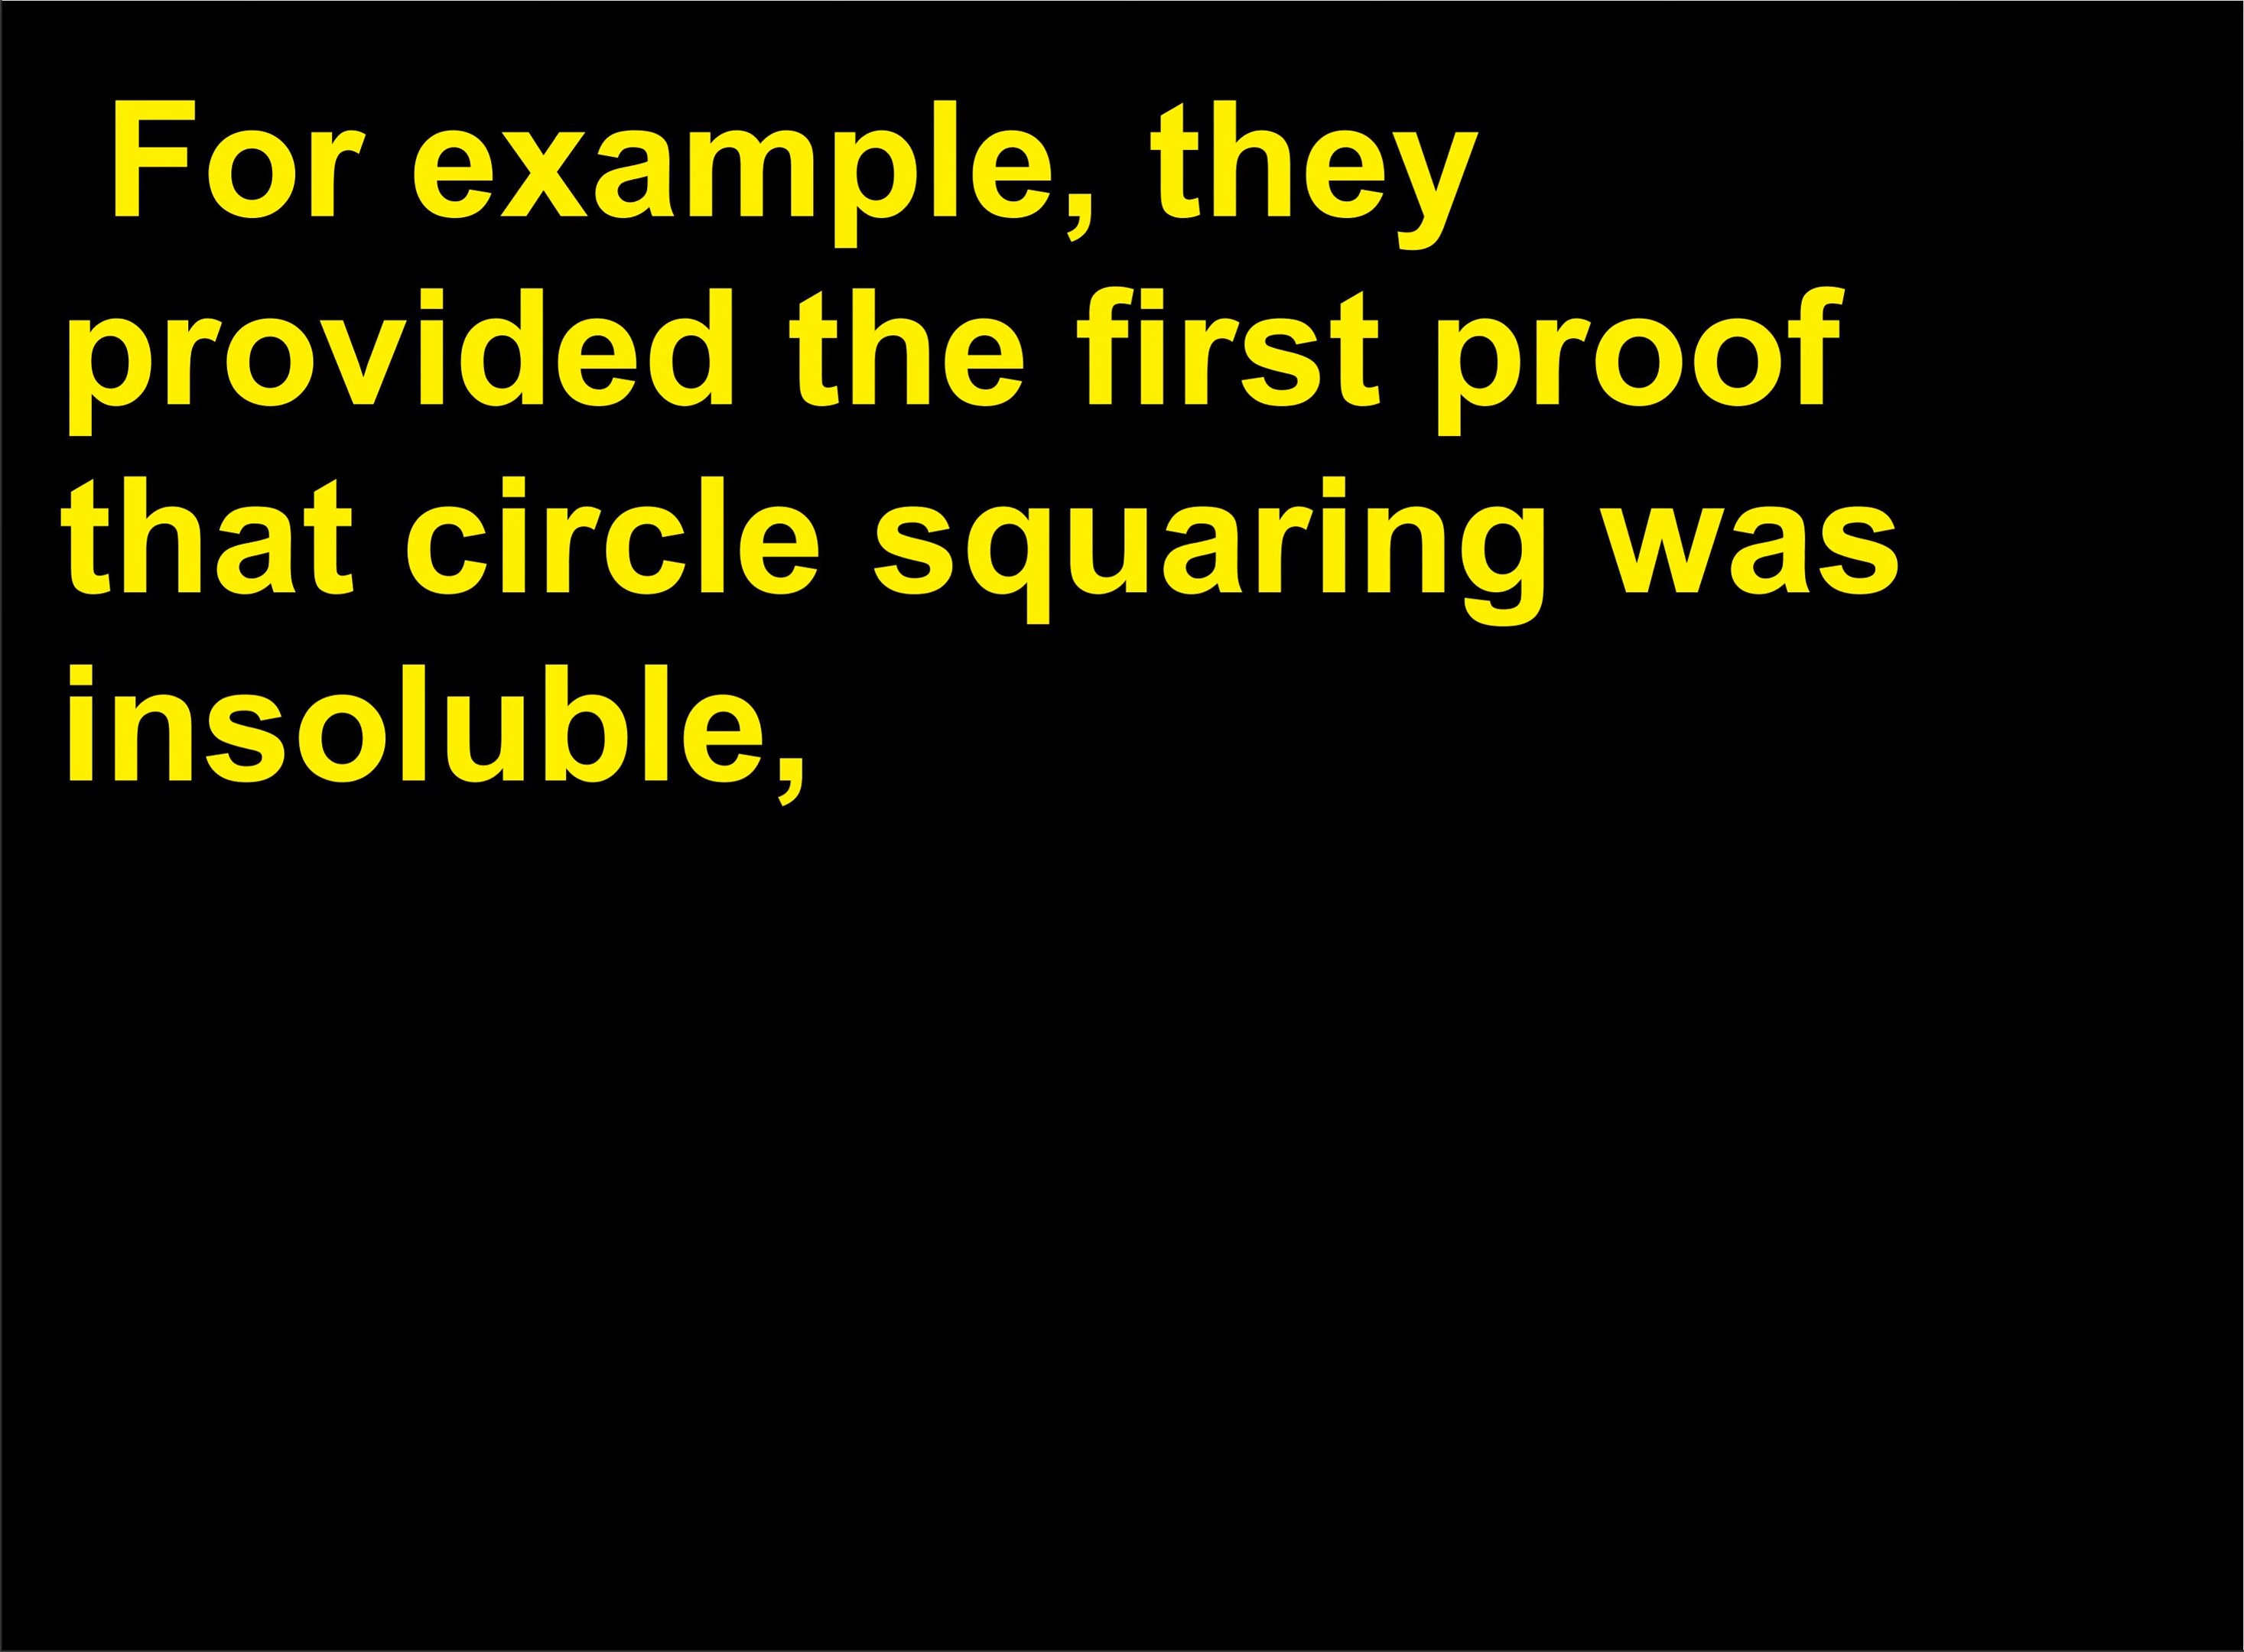 For example, they
provided the first proof
that circle squaring was
insoluble,